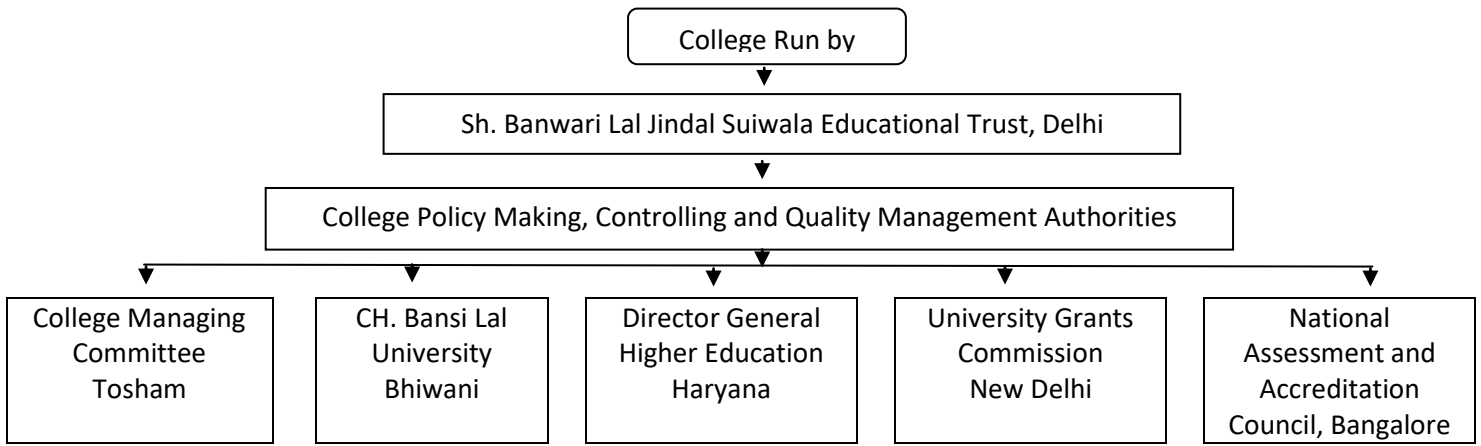 College Run by
Sh. Banwari Lal Jindal Suiwala Educational Trust, Delhi
College Policy Making, Controlling and Quality Management Authorities
College Managing
Committee
Tosham
CH. Bansi Lal
University
Bhiwani
Director General
Higher Education
Haryana
University Grants
Commission
New Delhi
National
Assessment and
Accreditation
Council, Bangalore